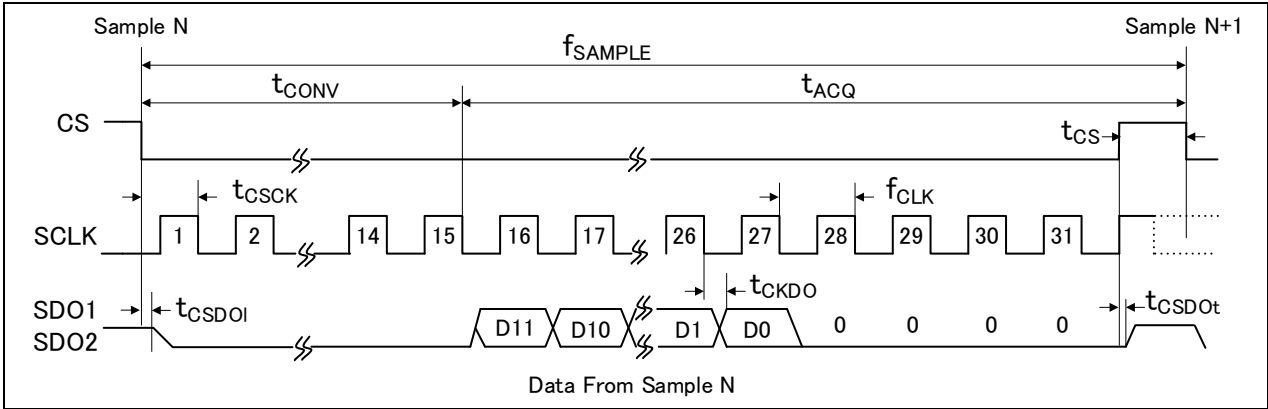 Sample N Sample N+1
fSAMPLE
tCONV tACQ
CS tCS
tCSCK fCLK
SCLK 1 2 14 15 16 17 26 27 28 29 30 31
tCKDO
SDO1 tCSDOI tCSDOt
SDO2 D11 D10 D1 D0 0 0 0 0
Data From Sample N